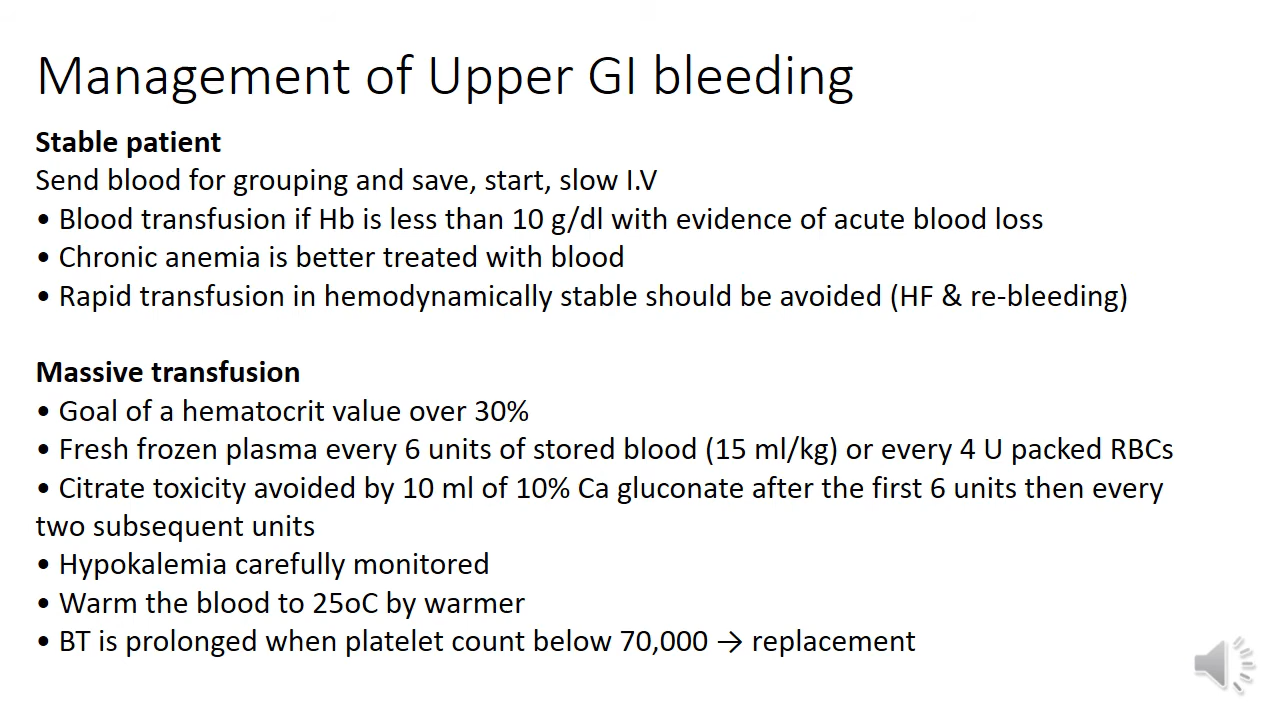 Management of Upper GI bleeding
Stable patient
Send blood for grouping and save, start, slow I.V
• Blood transfusion if Hb is less than 10 g/dl with evidence of acute blood loss
• Chronic anemia is better treated with blood
• Rapid transfusion in hemodynamically stable should be avoided (HF & re-bleeding)
Massive transfusion
• Goal of a hematocrit value over 30%
• Fresh frozen plasma every 6 units of stored blood (15 ml/kg) or every 4 U packed RBCs
• Citrate toxicity avoided by 10 ml of 10% Ca gluconate after the first 6 units then every
two subsequent units
• Hypokalemia carefully monitored
• Warm the blood to 25oC by warmer
• BT is prolonged when platelet count below 70,000 → replacement